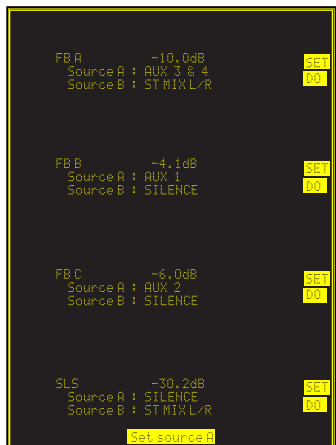 FB A -10.0dB SET
Source A : AUX 3 & 4 DO
Source B : ST MIX L/R
FB B -4.1dB SET
Source A : AUX 1 DO
Source B : SILENCE
FB C -6.0dB SET
Source A : AUX 2 DO
Source B : SILENCE
SLS -30.2dB SET
Source A : SILENCE DO
Source B : ST MIX L/R
Set source A